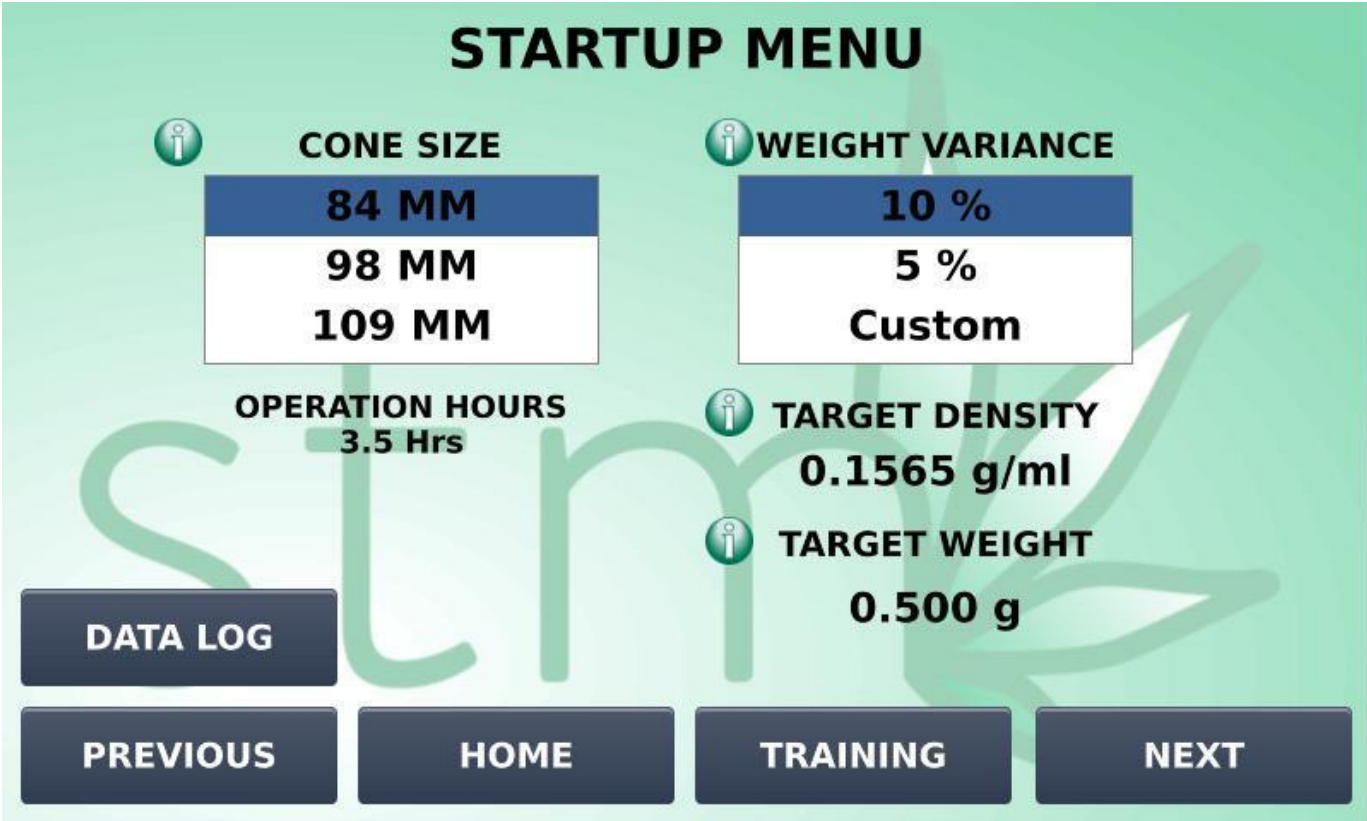 STARTUP MENU
CONE SIZE
84 MM
98 MM
109 MM
OPERATION HOURS
3.5 Hrs
WEIGHT VARIANCE
10 %
5 %
Custom
TARGET DENSITY
0.1565 g/ml
TARGET WEIGHT
0.500 g
stm
DATA LOG
PREVIOUS
HOME
TRAINING
NEXT